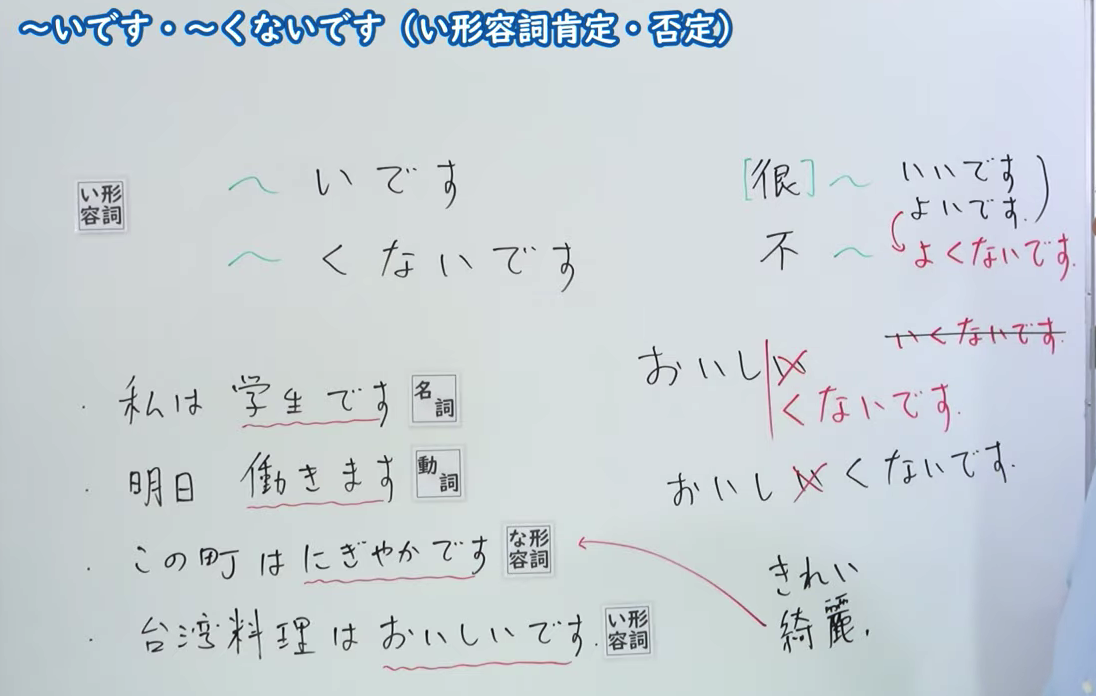 ～いです・～くないです（い形容詞肯定・否定）
い形容詞
～いです
～くないです
[很]～
不～
いいです
よいです.)
よくないです.
いくないです.
おいしい
くないです.
おいしいくないです.
・私は 学生です 名詞
・明日 働きます 動詞
・この町は にぎやかです な形容詞
・台湾料理は おいしいです. い形容詞
きれい
綺麗.